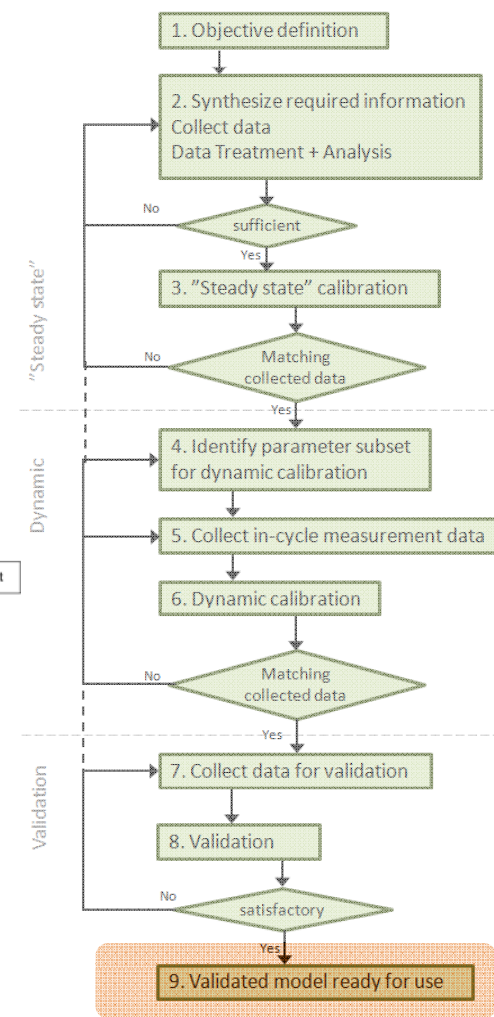 1. Objective definition
2. Synthesize required information
Collect data
Data Treatment + Analysis
No
sufficient
Yes
3. ”Steady state” calibration
”Steady state”
No
Matching
collected data
Yes
4. Identify parameter subset
for dynamic calibration
Dynamic
5. Collect in-cycle measurement data
t
6. Dynamic calibration
No
Matching
collected data
Yes
7. Collect data for validation
Validation
8. Validation
No
satisfactory
Yes
9. Validated model ready for use